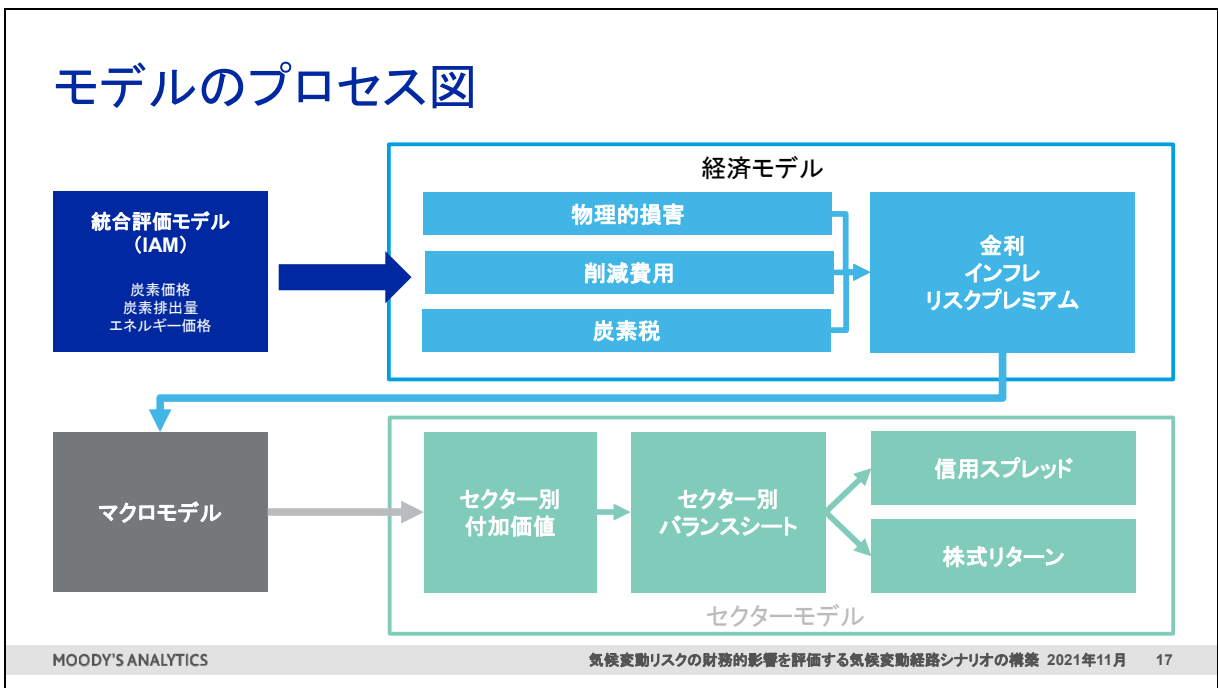 モデルのプロセス図
経済モデル
統合評価モデル
(IAM)
炭素価格
炭素排出量
エネルギー価格
物理的損害
削減費用
炭素税
金利
インフレ
リスクプレミアム
マクロモデル
セクター別
付加価値
セクター別
バランスシート
信用スプレッド
株式リターン
セクターモデル
MOODY'S ANALYTICS
気候変動リスクの財務的影響を評価する気候変動経路シナリオの構築 2021年11月 17